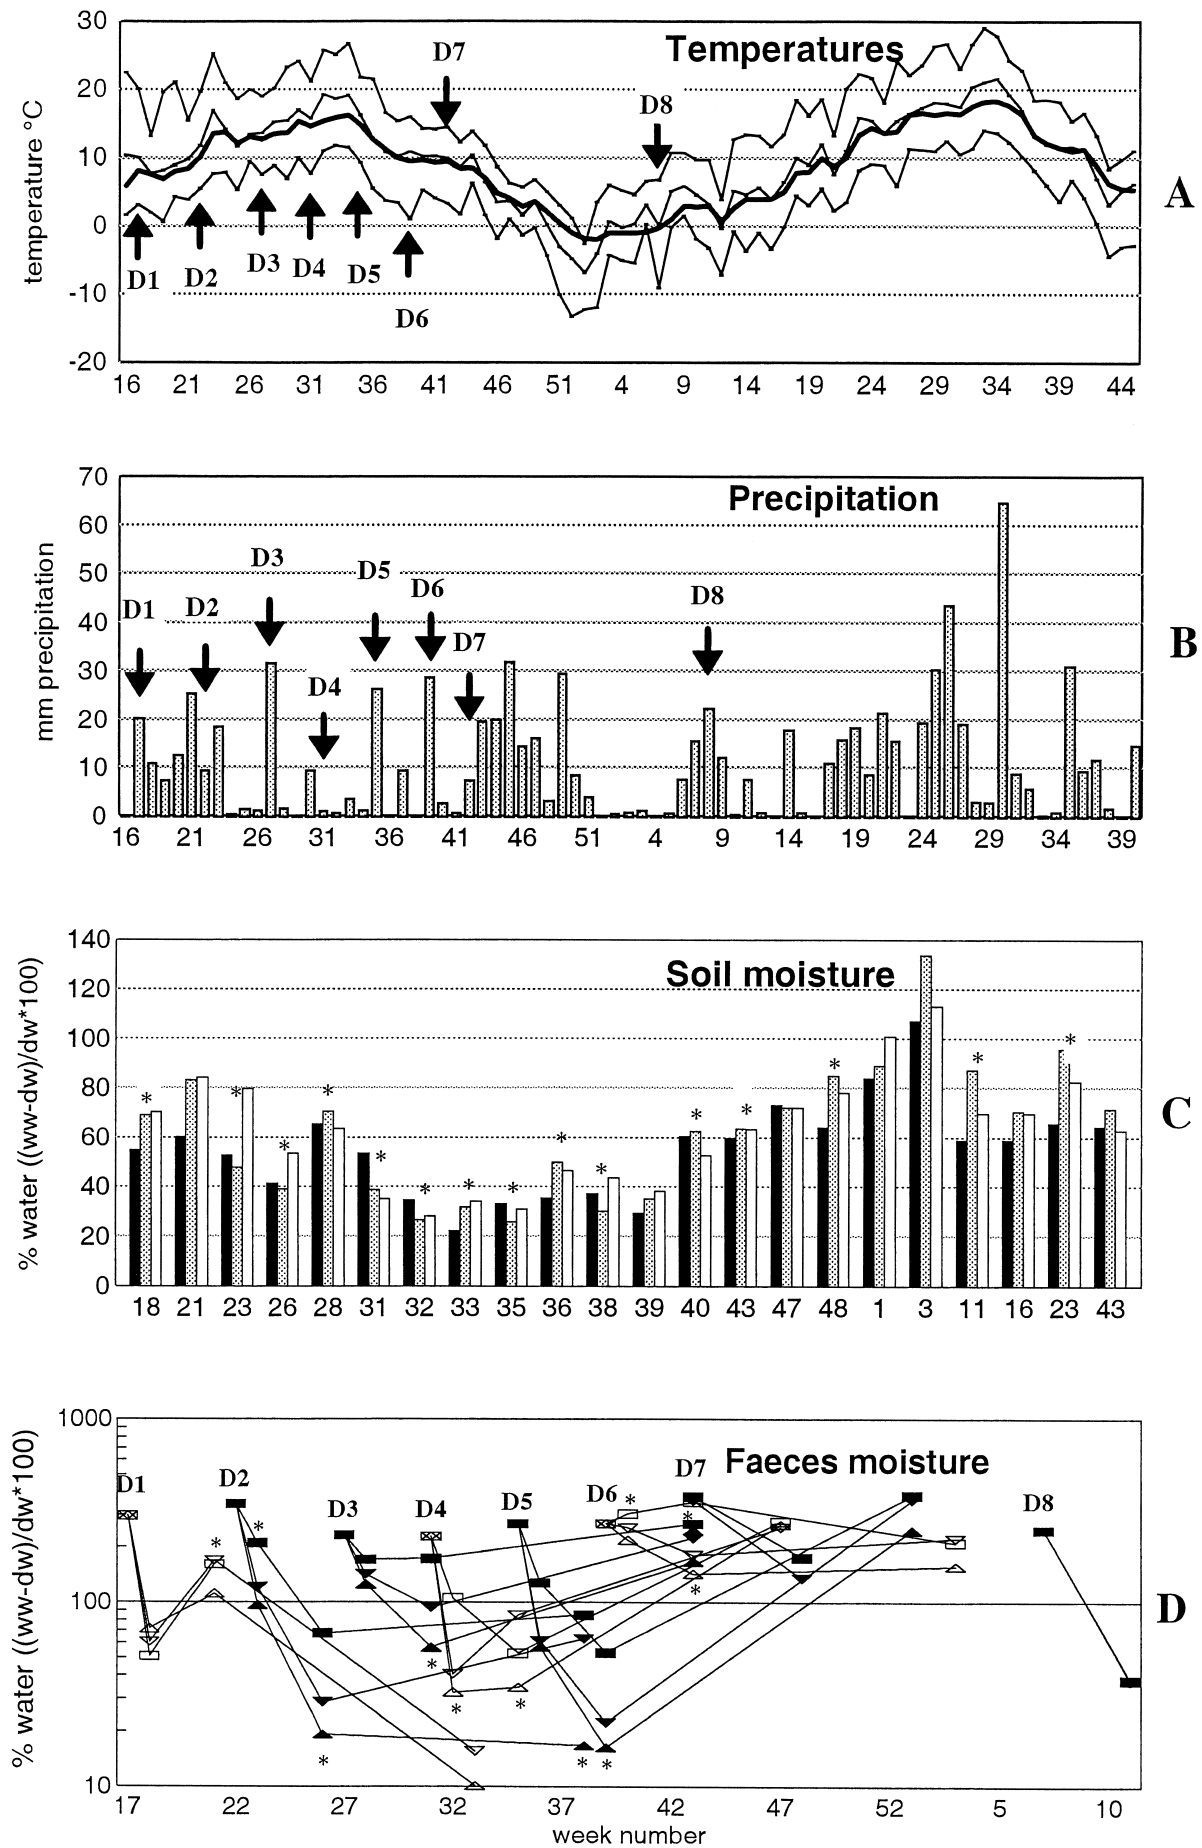 Temperatures
temperature °C
30
20
10
0
-10
-20
D7
D8
D1
D2
D3
D4
D5
D6
16 21 26 31 36 41 46 51 4 9 14 19 24 29 34 39 44
A
Precipitation
mm precipitation
70
60
50
40
30
20
10
0
D3
D5
D6
D1
D2
D8
D7
D4
16 21 26 31 36 41 46 51 4 9 14 19 24 29 34 39
B
Soil moisture
% water ((ww-dw)/dw*100)
140
120
100
80
60
40
20
0
* * * * * * * * * * * * * * * *
18 21 23 26 28 31 32 33 35 36 38 39 40 43 47 48 1 3 11 16 23 43
C
Faeces moisture
% water ((ww-dw)/dw*100)
1000
100
10
D1
D2
D3
D4
D5
D6
D7
D8
* * * * * * * * * * *
17 22 27 32 37 42 47 52 5 10
week number
D